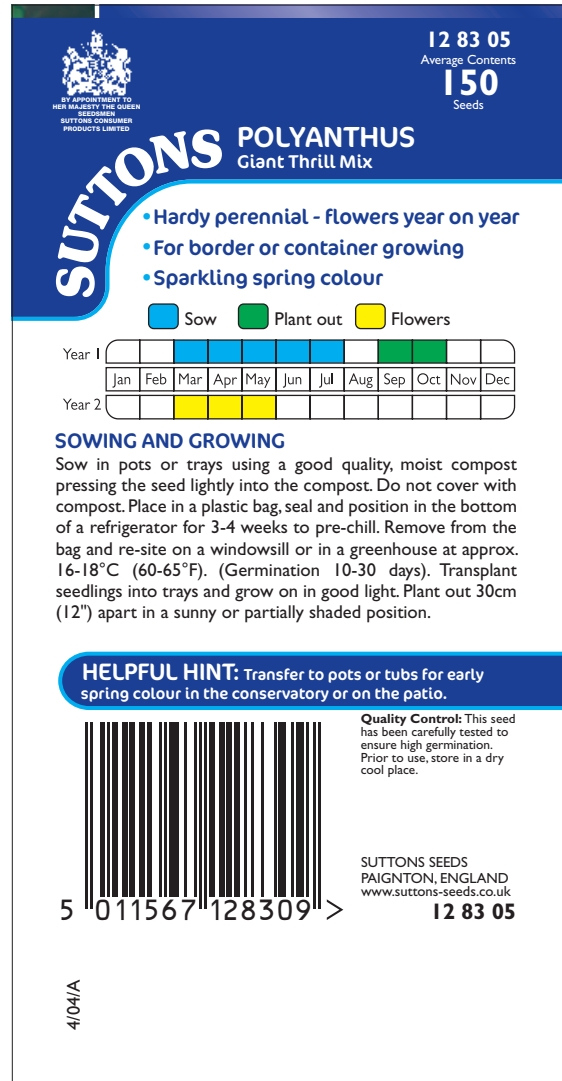 BY APPOINTMENT TO
HER MAJESTY THE QUEEN
SEEDSMEN
SUTTONS CONSUMER
PRODUCTS LIMITED
12 83 05
Average Contents
150
Seeds
SUTTONS
POLYANTHUS
Giant Thrill Mix
•Hardy perennial - flowers year on year
•For border or container growing
•Sparkling spring colour
Sow Plant out Flowers
Year 1
Jan Feb Mar Apr May Jun Jul Aug Sep Oct Nov Dec
Year 2
SOWING AND GROWING
Sow in pots or trays using a good quality, moist compost
pressing the seed lightly into the compost. Do not cover with
compost. Place in a plastic bag, seal and position in the bottom
of a refrigerator for 3-4 weeks to pre-chill. Remove from the
bag and re-site on a windowsill or in a greenhouse at approx.
16-18°C (60-65°F). (Germination 10-30 days). Transplant
seedlings into trays and grow on in good light. Plant out 30cm
(12") apart in a sunny or partially shaded position.
HELPFUL HINT: Transfer to pots or tubs for early
spring colour in the conservatory or on the patio.
Quality Control: This seed
has been carefully tested to
ensure high germination.
Prior to use, store in a dry
cool place.
SUTTONS SEEDS
PAIGNTON, ENGLAND
www.suttons-seeds.co.uk
12 83 05
5 011567 128309 >
4/04/A